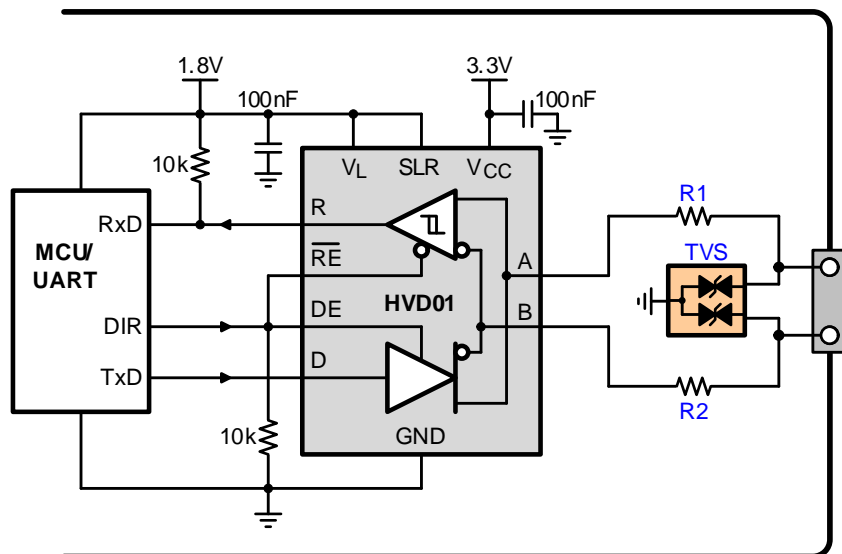 1.8V
3.3V
100nF
100nF
10k
VL
SLR
VCC
R1
RxD
R
MCU/
UART
RE
A
TVS
HVD01
DIR
DE
B
TxD
D
R2
10k
GND